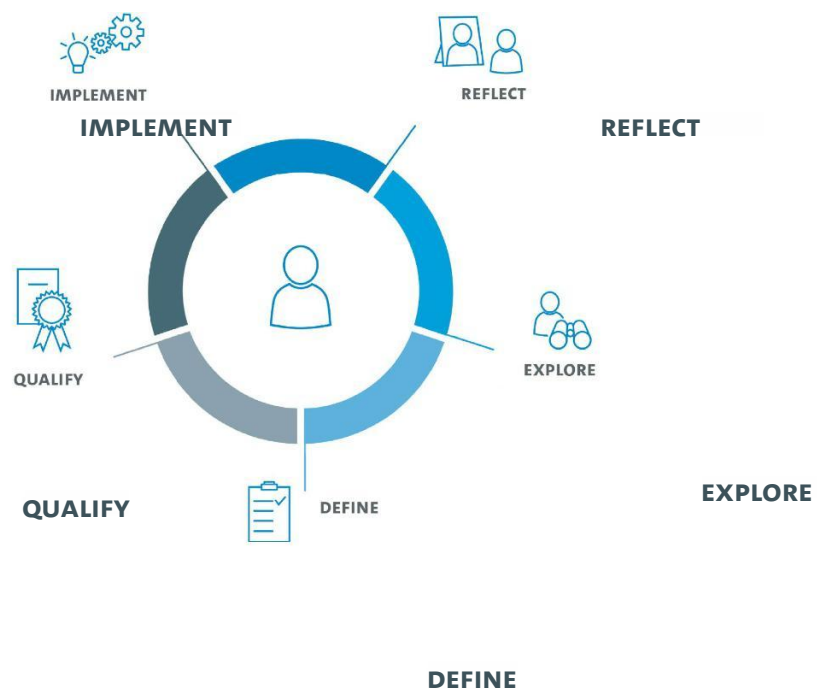 IMPLEMENT
REFLECT
IMPLEMENT
REFLECT
EXPLORE
QUALIFY
EXPLORE
QUALIFY
DEFINE
DEFINE